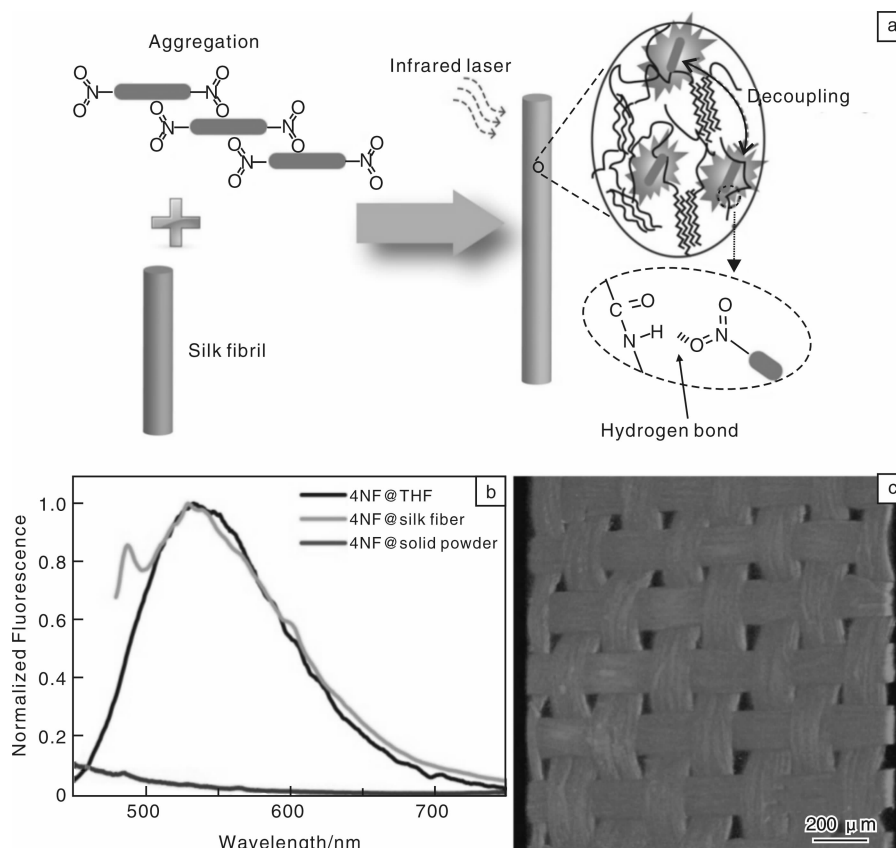 a
Aggregation
O
O
N
N
O
O
O
O
N
N
O
O
O
O
N
N
O
O
Infrared laser
Decoupling
Silk fibril
C
O
N
H
O
N
O
Hydrogen bond
b
4NF@THF
4NF@silk fiber
4NF@solid powder
1.0
0.8
0.6
0.4
0.2
0
500
600
700
Normalized Fluorescence
Wavelength/nm
c
200 μm